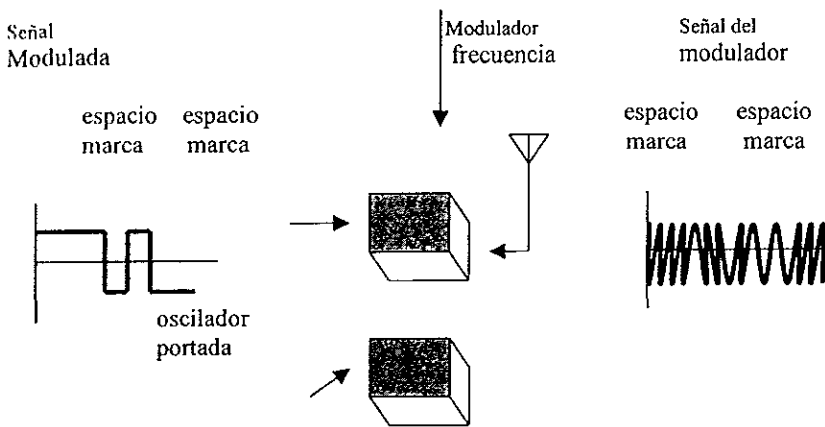 Señal
Modulada
Modulador
frecuencia
Señal del
modulador
espacio espacio
marca marca
espacio espacio
marca marca
oscilador
portada